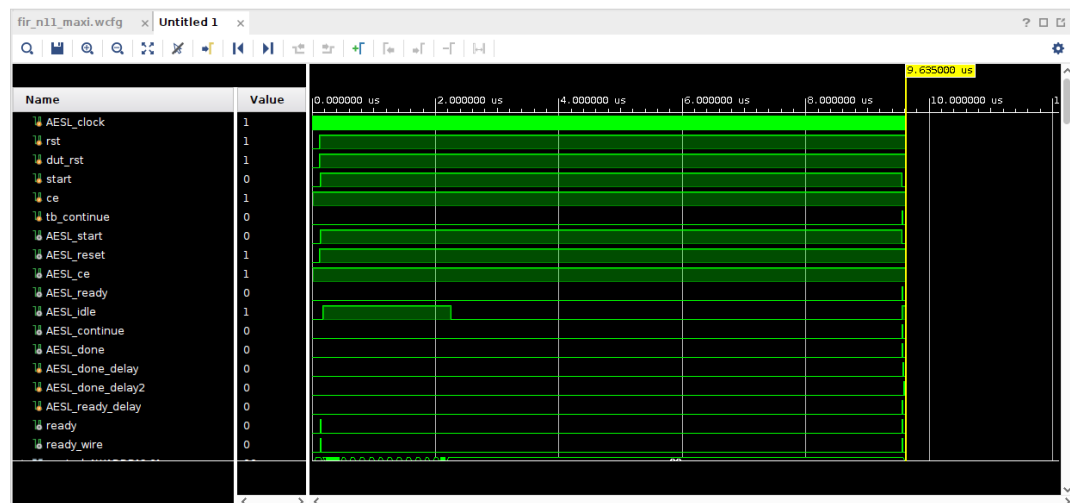 fir_n11_maxi.wcfg × Untitled 1 × ?
9.635000 us
Name Value 0.000000 us 2.000000 us 4.000000 us 6.000000 us 8.000000 us 10.000000 us 1
AESL_clock 1
rst 1
dut_rst 1
start 0
ce 1
tb_continue 0
AESL_start 0
AESL_reset 1
AESL_ce 1
AESL_ready 0
AESL_idle 1
AESL_continue 0
AESL_done 0
AESL_done_delay 0
AESL_done_delay2 0
AESL_ready_delay 0
ready 0
ready_wire 0